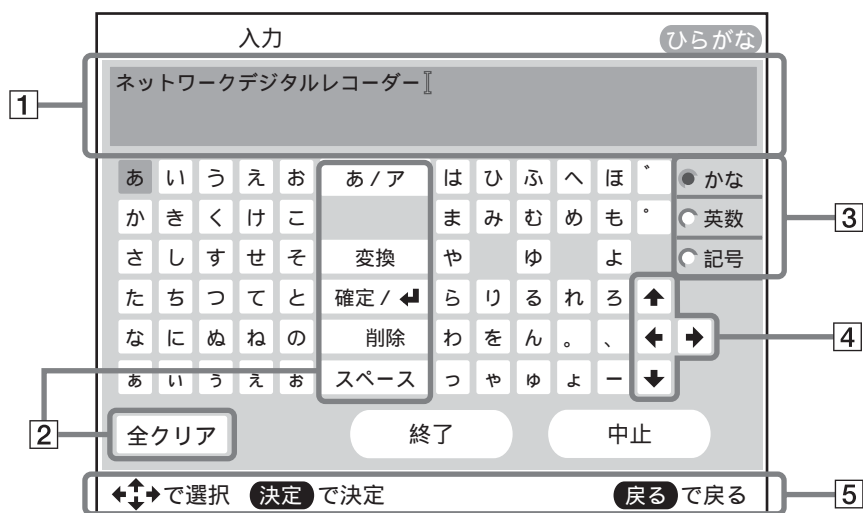 入力 ひらがな
1 ネットワークデジタルレコーダー
あ い う え お あ / ア は ひ ふ へ ほ ゛ かな
か き く け こ ま み む め も ゜ 英数 3
さ し す せ そ 変換 や ゆ よ 記号
た ち つ て と 確定 / ↲ ら り る れ ろ ↑
な に ぬ ね の 削除 わ を ん 。 、 ← → 4
ぁ ぃ ぅ ぇ ぉ スペース っ ゃ ゅ ょ ー ↓
2 全クリア 終了 中止
←↕→で選択 決定 で決定 戻る で戻る 5